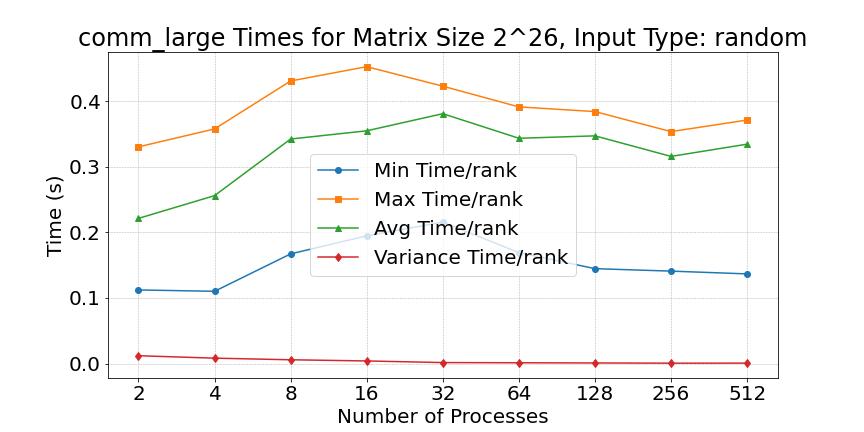 comm_large Times for Matrix Size 2^26, Input Type: random
Time (s)
0.4
0.3
0.2
0.1
0.0
Min Time/rank
Max Time/rank
Avg Time/rank
Variance Time/rank
2 4 8 16 32 64 128 256 512
Number of Processes